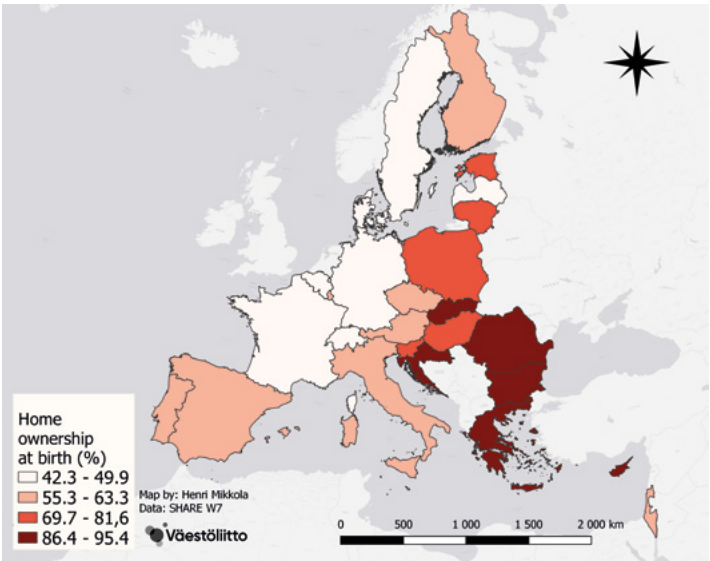 Home
ownership
at birth (%)
42.3 - 49.9
55.3 - 63.3
69.7 - 81,6
86.4 - 95.4
Map by: Henri Mikkola
Data: SHARE W7
Väestöliitto
0 500 1 000 1 500 2 000 km